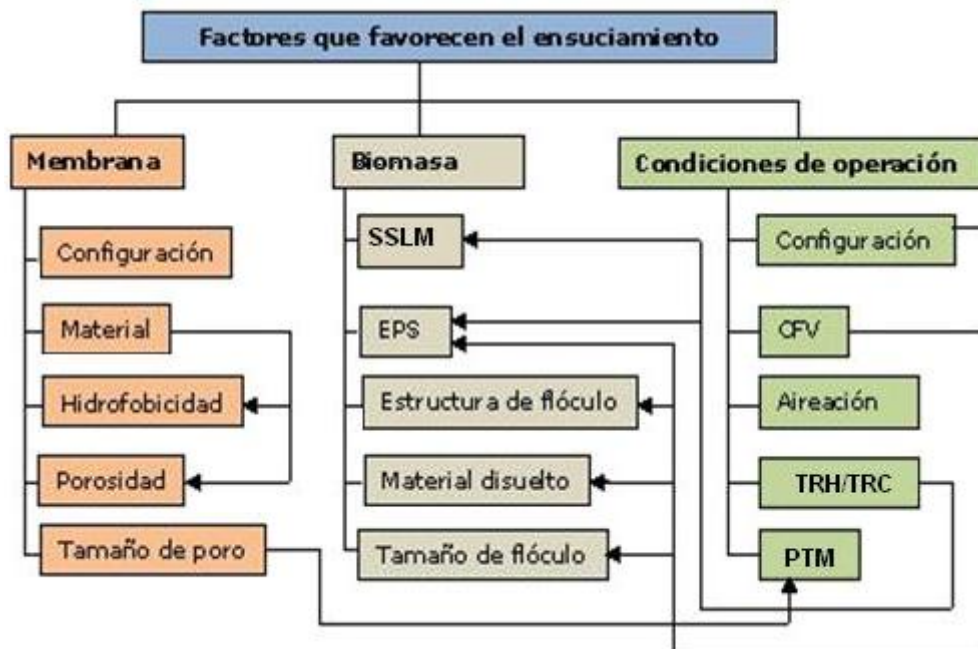 Factores que favorecen el ensuciamiento
Membrana
Configuración
Material
Hidrofobicidad
Porosidad
Tamaño de poro
Biomasa
SSLM
EPS
Estructura de flóculo
Material disuelto
Tamaño de flóculo
Condiciones de operación
Configuración
CFV
Aireación
TRH/TRC
PTM